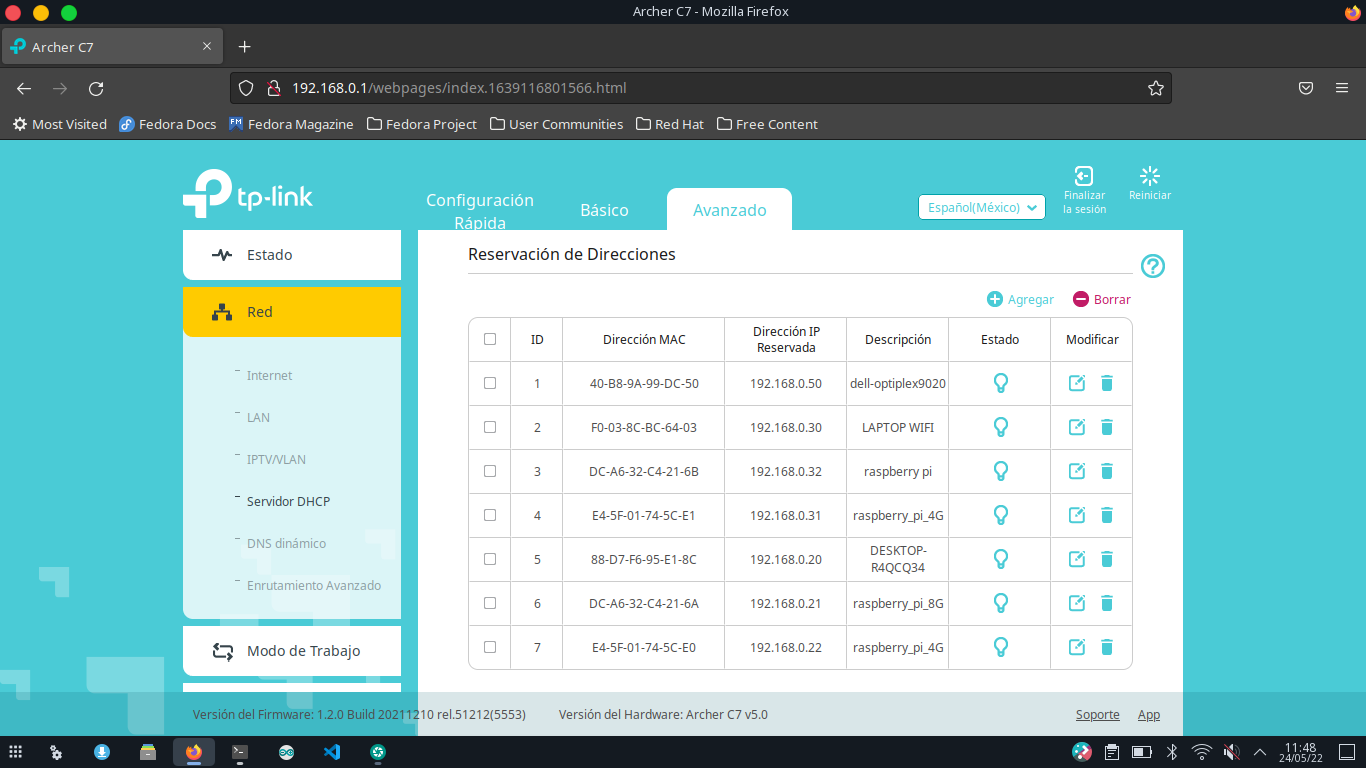 Archer C7 - Mozilla Firefox
Archer C7
192.168.0.1/webpages/index.1639116801566.html
Most Visited Fedora Docs Fedora Magazine Fedora Project User Communities Red Hat Free Content
tp-link
Configuración
Rápida
Básico
Avanzado
Español(México)
Finalizar
la sesión
Reiniciar
Estado
Red
Internet
LAN
IPTV/VLAN
Servidor DHCP
DNS dinámico
Enrutamiento Avanzado
Modo de Trabajo
Reservación de Direcciones
Agregar Borrar
ID Dirección MAC Dirección IP Reservada Descripción Estado Modificar
1 40-B8-9A-99-DC-50 192.168.0.50 dell-optiplex9020
2 F0-03-8C-BC-64-03 192.168.0.30 LAPTOP WIFI
3 DC-A6-32-C4-21-6B 192.168.0.32 raspberry pi
4 E4-5F-01-74-5C-E1 192.168.0.31 raspberry_pi_4G
5 88-D7-F6-95-E1-8C 192.168.0.20 DESKTOP-R4QCQ34
6 DC-A6-32-C4-21-6A 192.168.0.21 raspberry_pi_8G
7 E4-5F-01-74-5C-E0 192.168.0.22 raspberry_pi_4G
Versión del Firmware: 1.2.0 Build 20211210 rel.51212(5553) Versión del Hardware: Archer C7 v5.0 Soporte App
11:48
24/05/22